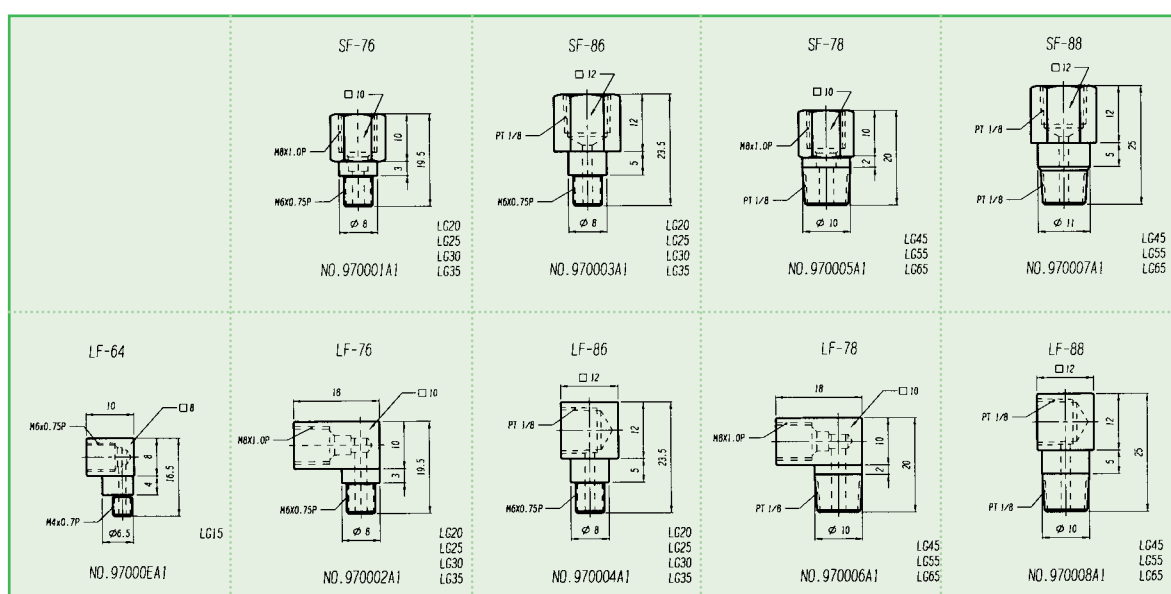 SF-76
□ 10
M8X1.0P
10
3
19.5
M6X0.75P
Ø 8
LG20
LG25
LG30
LG35
NO.970001A1
SF-86
□ 12
PT 1/8
12
5
23.5
M6X0.75P
Ø 8
LG20
LG25
LG30
LG35
NO.970003A1
SF-78
□ 10
M8x1.0P
10
2
20
PT 1/8
Ø 10
LG45
LG55
LG65
NO.970005A1
SF-88
□ 12
PT 1/8
12
5
25
PT 1/8
Ø 11
LG45
LG55
LG65
NO.970007A1
LF-64
10
□ 8
M6x0.75P
8
4
16.5
M4x0.7P
Ø6.5
LG15
NO.97000EA1
LF-76
18
□ 10
M8X1.0P
10
3
19.5
M6X0.75P
Ø 8
LG20
LG25
LG30
LG35
NO.970002A1
LF-86
□ 12
PT 1/8
12
5
23.5
M6X0.75P
Ø 8
LG20
LG25
LG30
LG35
NO.970004A1
LF-78
18
□ 10
M8X1.0P
10
2
20
PT 1/8
Ø 10
LG45
LG55
LG65
NO.970006A1
LF-88
□ 12
PT 1/8
12
5
25
PT 1/8
Ø 10
LG45
LG55
LG65
NO.970008A1